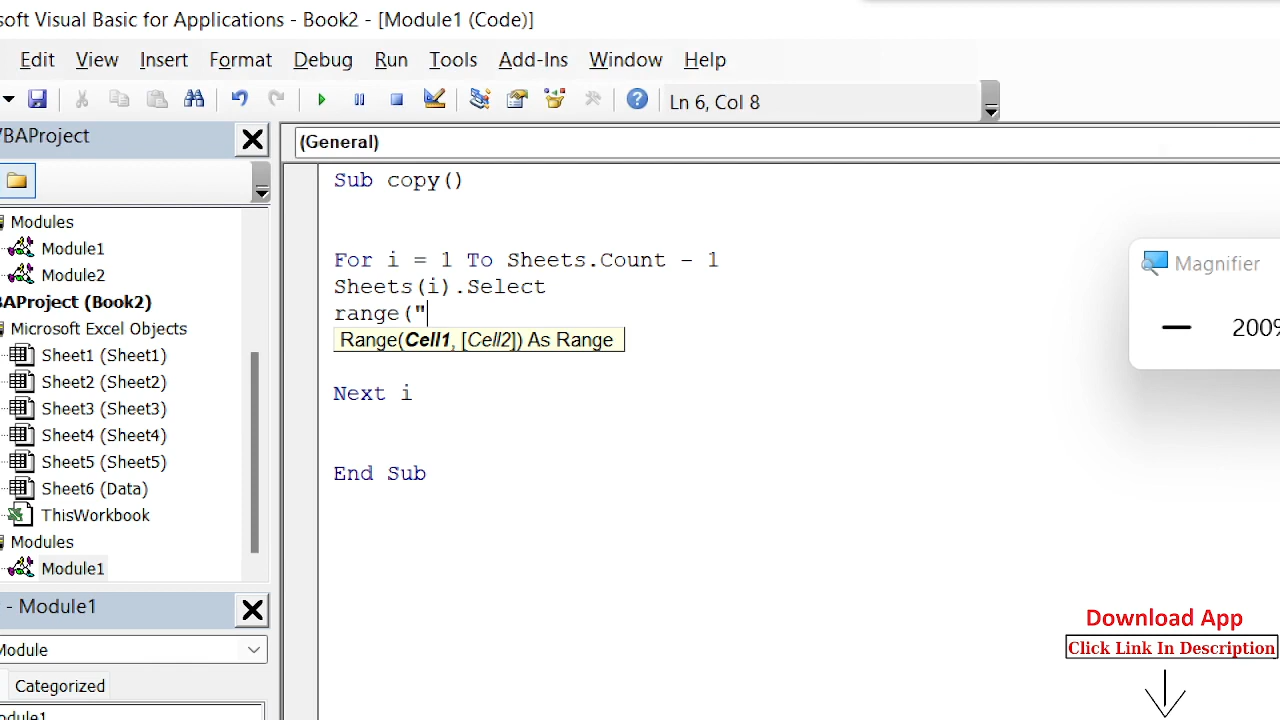 soft Visual Basic for Applications - Book2 - [Module1 (Code)]
Edit View Insert Format Debug Run Tools Add-Ins Window Help
Ln 6, Col 8
VBAProject
(General)
Sub copy()
Modules
Module1
Module2
BAProject (Book2)
Microsoft Excel Objects
Sheet1 (Sheet1)
Sheet2 (Sheet2)
Sheet3 (Sheet3)
Sheet4 (Sheet4)
Sheet5 (Sheet5)
Sheet6 (Data)
ThisWorkbook
Modules
Module1
For i = 1 To Sheets.Count - 1
Sheets(i).Select
range("
Range(Cell1, [Cell2]) As Range
Next i
End Sub
Magnifier
200%
- Module1
Module
Categorized
odule1
Download App
Click Link In Description